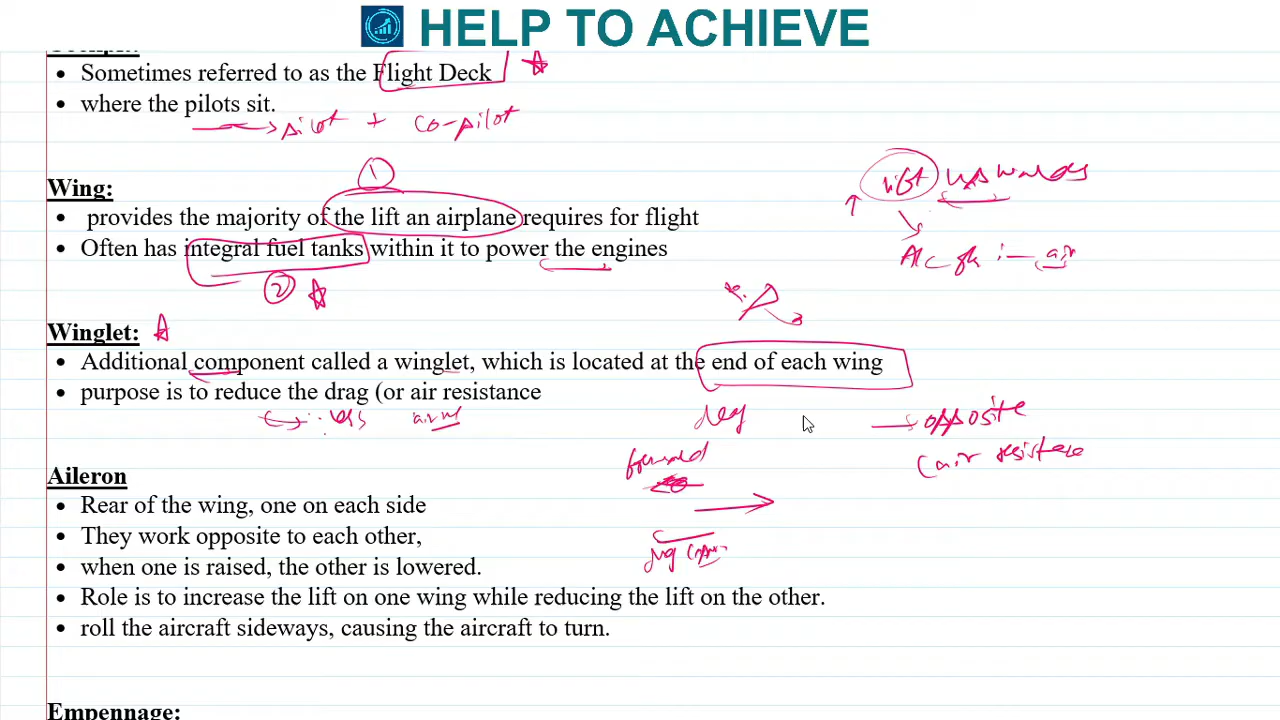 HELP TO ACHIEVE
Cockpit:
• Sometimes referred to as the Flight Deck
• where the pilots sit.
pilot + co-pilot
Wing:
1
lift upwards
• provides the majority of the lift an airplane requires for flight
• Often has integral fuel tanks within it to power the engines
air
2
Winglet:
• Additional component called a winglet, which is located at the end of each wing
• purpose is to reduce the drag (or air resistance
less
drag
opposite
forward
Aileron
• Rear of the wing, one on each side
• They work opposite to each other,
• when one is raised, the other is lowered.
• Role is to increase the lift on one wing while reducing the lift on the other.
• roll the aircraft sideways, causing the aircraft to turn.
Empennage: